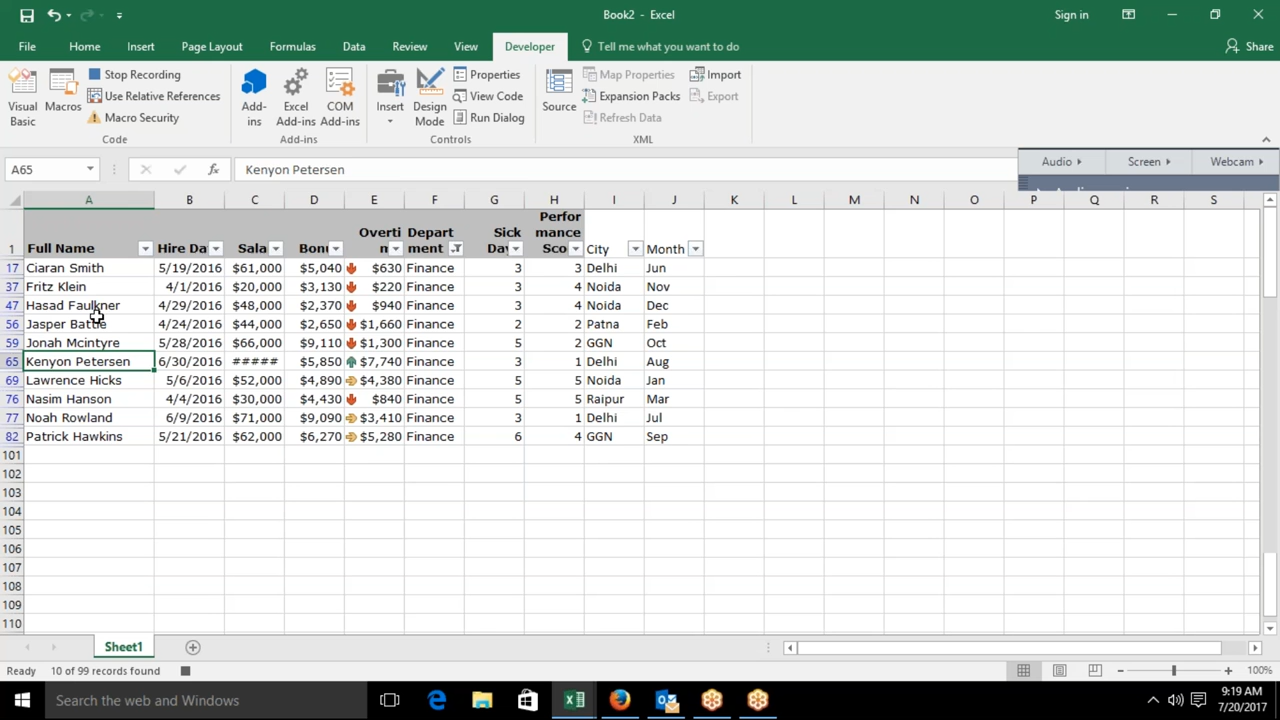 Book2 - Excel
Sign in
File Home Insert Page Layout Formulas Data Review View Developer Tell me what you want to do Share
Visual Basic
Macros
Stop Recording
Use Relative References
Macro Security
Code
Add-ins
Excel Add-ins
COM Add-ins
Add-ins
Insert
Design Mode
Properties
View Code
Run Dialog
Controls
Source
Map Properties
Expansion Packs
Refresh Data
Import
Export
XML
A65 fx Kenyon Petersen
Audio Screen Webcam
A B C D E F G H I J K L M N O P Q R S
1 Full Name Hire Da Sala Bonu Overti n Depart ment Sick Day Perfor mance Sco City Month
17 Ciaran Smith 5/19/2016 $61,000 $5,040 $630 Finance 3 3 Delhi Jun
37 Fritz Klein 4/1/2016 $20,000 $3,130 $220 Finance 3 4 Noida Nov
47 Hasad Faulkner 4/29/2016 $48,000 $2,370 $940 Finance 3 4 Noida Dec
56 Jasper Battle 4/24/2016 $44,000 $2,650 $1,660 Finance 2 2 Patna Feb
59 Jonah Mcintyre 5/28/2016 $66,000 $9,110 $1,300 Finance 5 2 GGN Oct
65 Kenyon Petersen 6/30/2016 ##### $5,850 $7,740 Finance 3 1 Delhi Aug
69 Lawrence Hicks 5/6/2016 $52,000 $4,890 $4,380 Finance 5 5 Noida Jan
76 Nasim Hanson 4/4/2016 $30,000 $4,430 $840 Finance 5 5 Raipur Mar
77 Noah Rowland 6/9/2016 $71,000 $9,090 $3,410 Finance 3 1 Delhi Jul
82 Patrick Hawkins 5/21/2016 $62,000 $6,270 $5,280 Finance 6 4 GGN Sep
101
102
103
104
105
106
107
108
109
110
Sheet1
Ready 10 of 99 records found 100%
Search the web and Windows
9:19 AM
7/20/2017